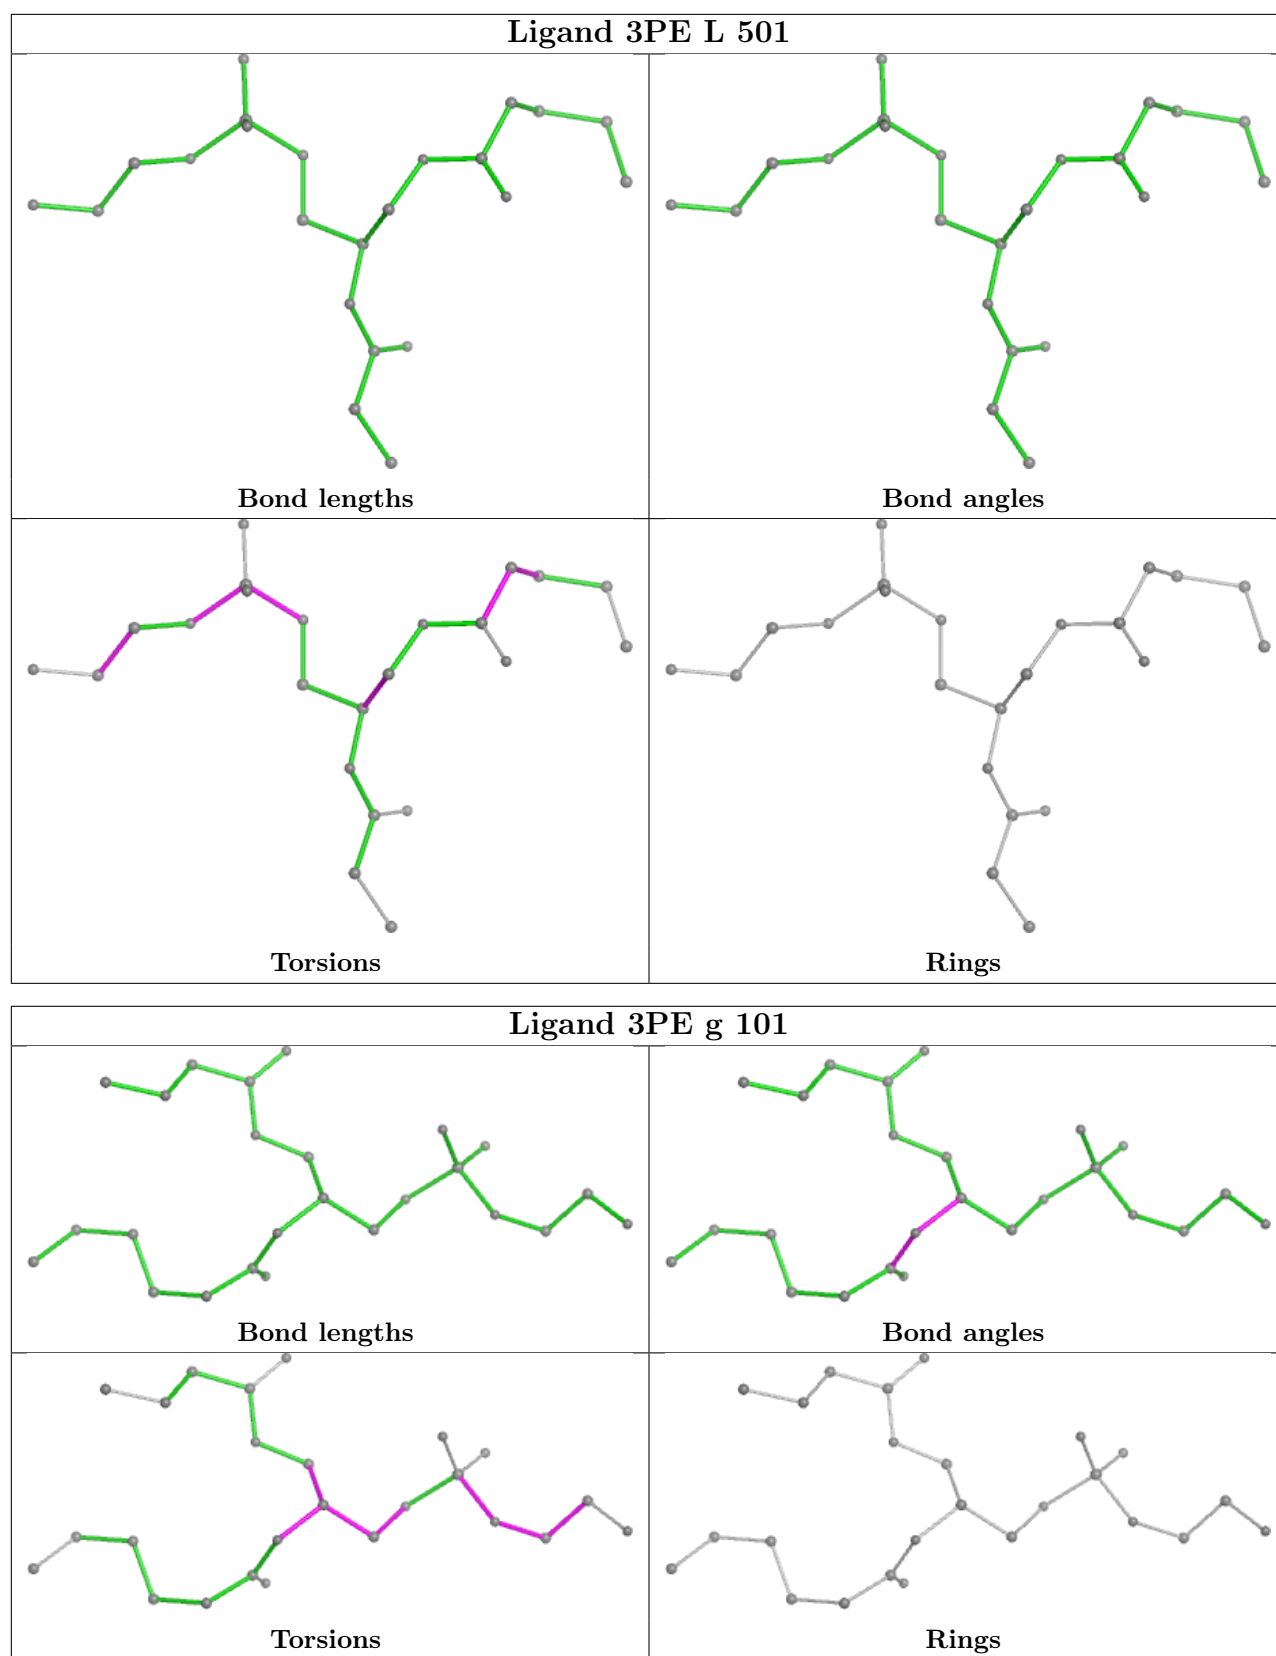 Ligand 3PE L 501
Bond lengths
Bond angles
Torsions
Rings
Ligand 3PE g 101
Bond lengths
Bond angles
Torsions
Rings